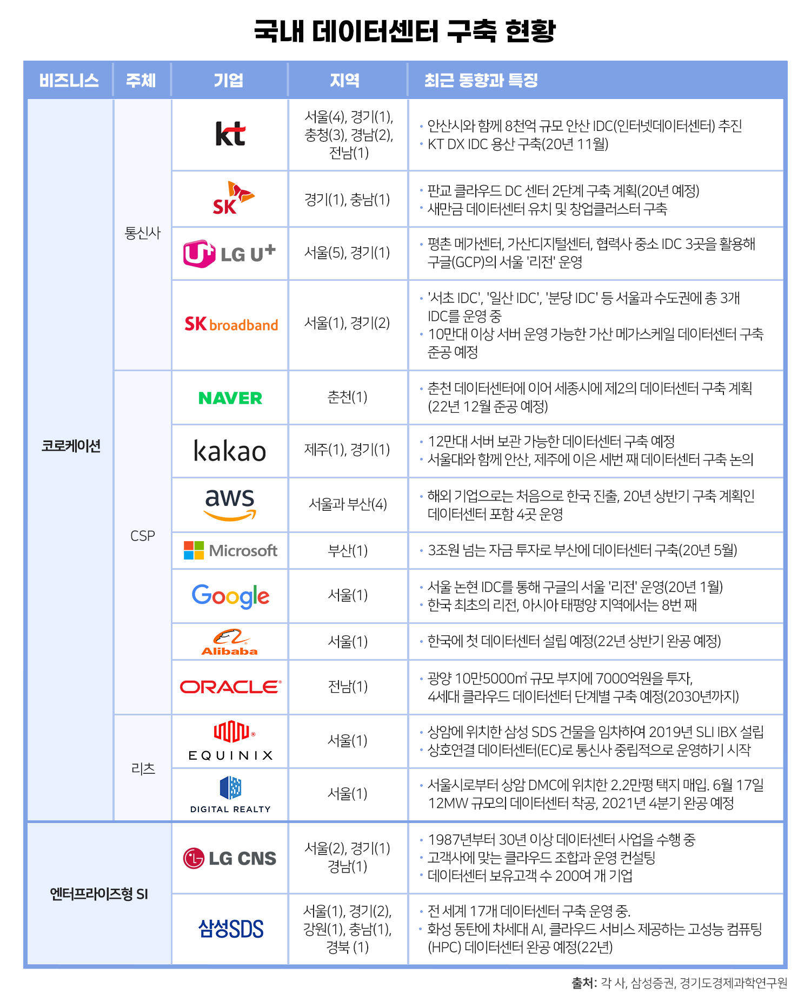 국내 데이터센터 구축 현황
비즈니스 주체 기업 지역 최근 동향과 특징
코로케이션
통신사
kt
서울(4), 경기(1),
충청(3), 경남(2),
전남(1)
· 안산시와 함께 8천억 규모 안산 IDC(인터넷데이터센터) 추진
· KT DX IDC 용산 구축(20년 11월)
SK
경기(1), 충남(1)
· 판교 클라우드 DC 센터 2단계 구축 계획(20년 예정)
· 새만금 데이터센터 유치 및 창업클러스터 구축
U+ LG U+
서울(5), 경기(1)
· 평촌 메가센터, 가산디지털센터, 협력사 중소 IDC 3곳을 활용해
구글(GCP)의 서울 '리전' 운영
SK broadband
서울(1), 경기(2)
· '서초 IDC', '일산 IDC', '분당 IDC' 등 서울과 수도권에 총 3개
IDC를 운영 중
· 10만대 이상 서버 운영 가능한 가산 메가스케일 데이터센터 구축
준공 예정
CSP
NAVER
춘천(1)
· 춘천 데이터센터에 이어 세종시에 제2의 데이터센터 구축 계획
(22년 12월 준공 예정)
kakao
제주(1), 경기(1)
· 12만대 서버 보관 가능한 데이터센터 구축 예정
· 서울대와 함께 안산, 제주에 이은 세번 째 데이터센터 구축 논의
aws
서울과 부산(4)
· 해외 기업으로는 처음으로 한국 진출, 20년 상반기 구축 계획인
데이터센터 포함 4곳 운영
Microsoft
부산(1)
· 3조원 넘는 자금 투자로 부산에 데이터센터 구축(20년 5월)
Google
서울(1)
· 서울 논현 IDC를 통해 구글의 서울 '리전' 운영(20년 1월)
· 한국 최초의 리전, 아시아 태평양 지역에서는 8번 째
Alibaba
서울(1)
· 한국에 첫 데이터센터 설립 예정(22년 상반기 완공 예정)
ORACLE®
전남(1)
· 광양 10만5000㎡ 규모 부지에 7000억원을 투자,
4세대 클라우드 데이터센터 단계별 구축 예정(2030년까지)
리츠
® EQUINIX
서울(1)
· 상암에 위치한 삼성 SDS 건물을 임차하여 2019년 SLI IBX 설립
· 상호연결 데이터센터(EC)로 통신사 중립적으로 운영하기 시작
DIGITAL REALTY
서울(1)
· 서울시로부터 상암 DMC에 위치한 2.2만평 택지 매입. 6월 17일
12MW 규모의 데이터센터 착공, 2021년 4분기 완공 예정
엔터프라이즈형 SI
LG CNS
서울(2), 경기(1)
경남(1)
· 1987년부터 30년 이상 데이터센터 사업을 수행 중
· 고객사에 맞는 클라우드 조합과 운영 컨설팅
· 데이터센터 보유고객 수 200여 개 기업
삼성SDS
서울(1), 경기(2),
강원(1), 충남(1),
경북 (1)
· 전 세계 17개 데이터센터 구축 운영 중.
· 화성 동탄에 차세대 AI, 클라우드 서비스 제공하는 고성능 컴퓨팅
(HPC) 데이터센터 완공 예정(22년)
출처: 각 사, 삼성증권, 경기도경제과학연구원